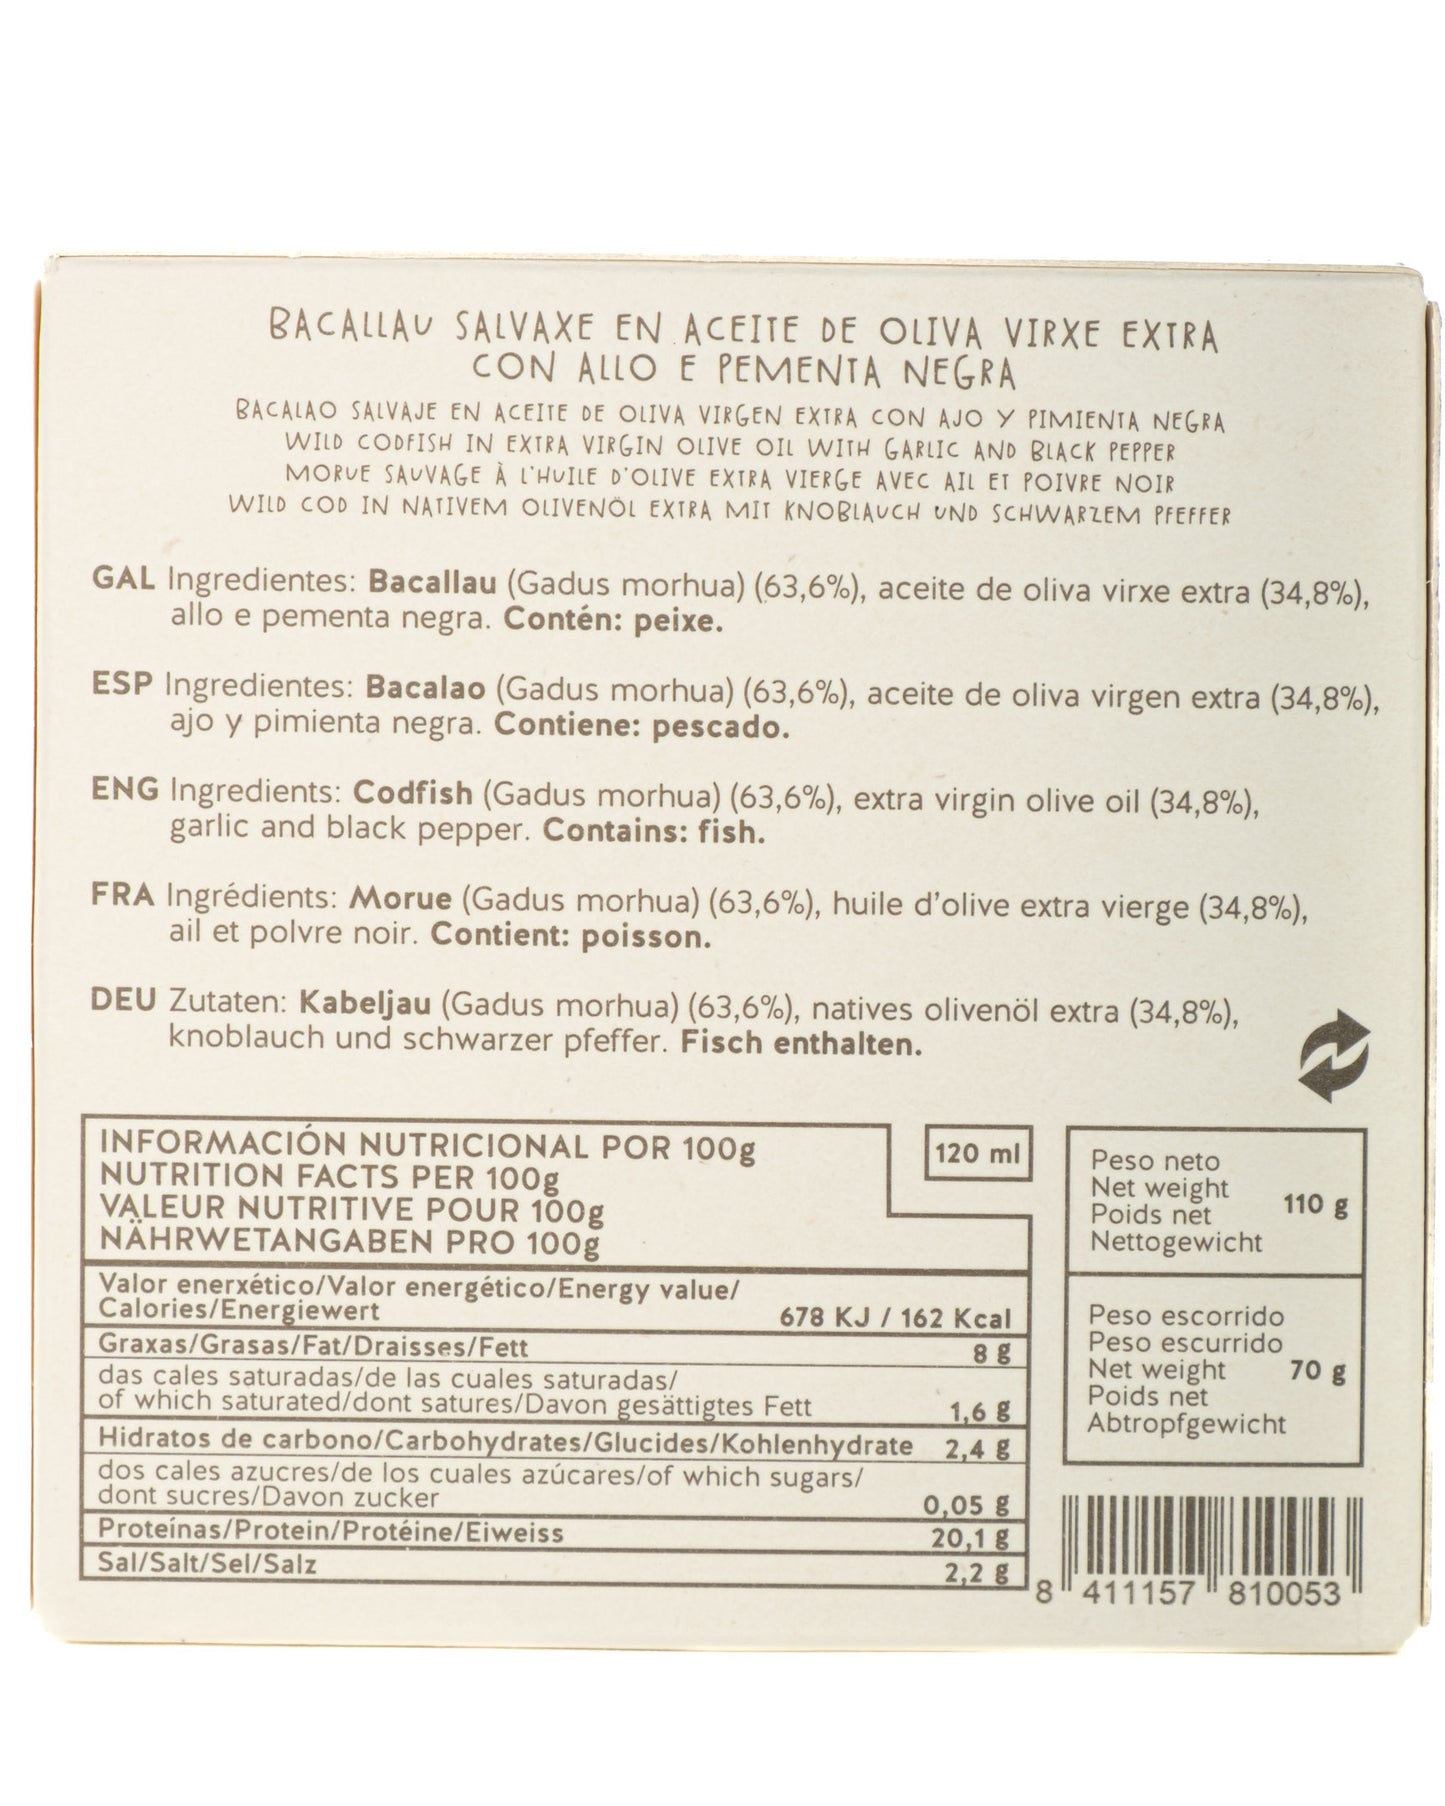 BACALLAU SALVAXE EN ACEITE DE OLIVA VIRXE EXTRA
CON ALLO E PEMENTA NEGRA
BACALAO SALVAJE EN ACEITE DE OLIVA VIRGEN EXTRA CON AJO Y PIMIENTA NEGRA
WILD CODFISH IN EXTRA VIRGIN OLIVE OIL WITH GARLIC AND BLACK PEPPER
MORUE SAUVAGE À L'HUILE D'OLIVE EXTRA VIERGE AVEC AIL ET POIVRE NOIR
WILD COD IN NATIVEM OLIVENÖL EXTRA MIT KNOBLAUCH UND SCHWARZEM PFEFFER
GAL Ingredientes: Bacallau (Gadus morhua) (63,6%), aceite de oliva virxe extra (34,8%),
allo e pementa negra. Contén: peixe.
ESP Ingredientes: Bacalao (Gadus morhua) (63,6%), aceite de oliva virgen extra (34,8%),
ajo y pimienta negra. Contiene: pescado.
ENG Ingredients: Codfish (Gadus morhua) (63,6%), extra virgin olive oil (34,8%),
garlic and black pepper. Contains: fish.
FRA Ingrédients: Morue (Gadus morhua) (63,6%), huile d'olive extra vierge (34,8%),
ail et polvre noir. Contient: poisson.
DEU Zutaten: Kabeljau (Gadus morhua) (63,6%), natives olivenöl extra (34,8%),
knoblauch und schwarzer pfeffer. Fisch enthalten.
INFORMACIÓN NUTRICIONAL POR 100g
NUTRITION FACTS PER 100g
VALEUR NUTRITIVE POUR 100g
NÄHRWETANGABEN PRO 100g
120 ml
Valor enerxético/Valor energético/Energy value/
Calories/Energiewert 678 KJ / 162 Kcal
Graxas/Grasas/Fat/Draisses/Fett 8 g
das cales saturadas/de las cuales saturadas/
of which saturated/dont satures/Davon gesättigtes Fett 1,6 g
Hidratos de carbono/Carbohydrates/Glucides/Kohlenhydrate 2,4 g
dos cales azucres/de los cuales azúcares/of which sugars/
dont sucres/Davon zucker 0,05 g
Proteínas/Protein/Protéine/Eiweiss 20,1 g
Sal/Salt/Sel/Salz 2,2 g
Peso neto
Net weight 110 g
Poids net
Nettogewicht
Peso escorrido
Peso escurrido
Net weight 70 g
Poids net
Abtropfgewicht
8 411157 810053